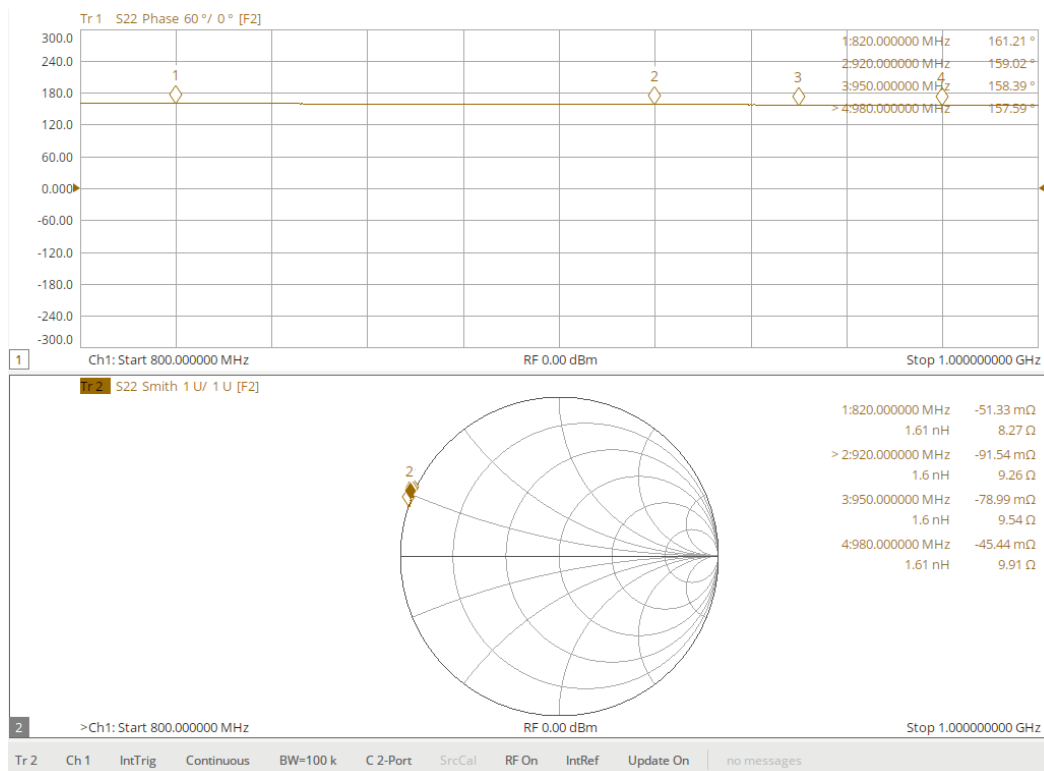 Tr 1 S22 Phase 60 °/ 0 ° [F2]
300.0
240.0
180.0
120.0
60.00
0.000
-60.00
-120.0
-180.0
-240.0
-300.0
1:820.000000 MHz 161.21 °
2:920.000000 MHz 159.02 °
3:950.000000 MHz 158.39 °
> 4:980.000000 MHz 157.59 °
1 2 3 4
1 Ch1: Start 800.000000 MHz RF 0.00 dBm Stop 1.000000000 GHz
Tr 2 S22 Smith 1 U/ 1 U [F2]
1:820.000000 MHz -51.33 mΩ
1.61 nH 8.27 Ω
> 2:920.000000 MHz -91.54 mΩ
1.6 nH 9.26 Ω
3:950.000000 MHz -78.99 mΩ
1.6 nH 9.54 Ω
4:980.000000 MHz -45.44 mΩ
1.61 nH 9.91 Ω
2
2 >Ch1: Start 800.000000 MHz RF 0.00 dBm Stop 1.000000000 GHz
Tr 2 Ch 1 IntTrig Continuous BW=100 k C 2-Port SrcCal RF On IntRef Update On no messages